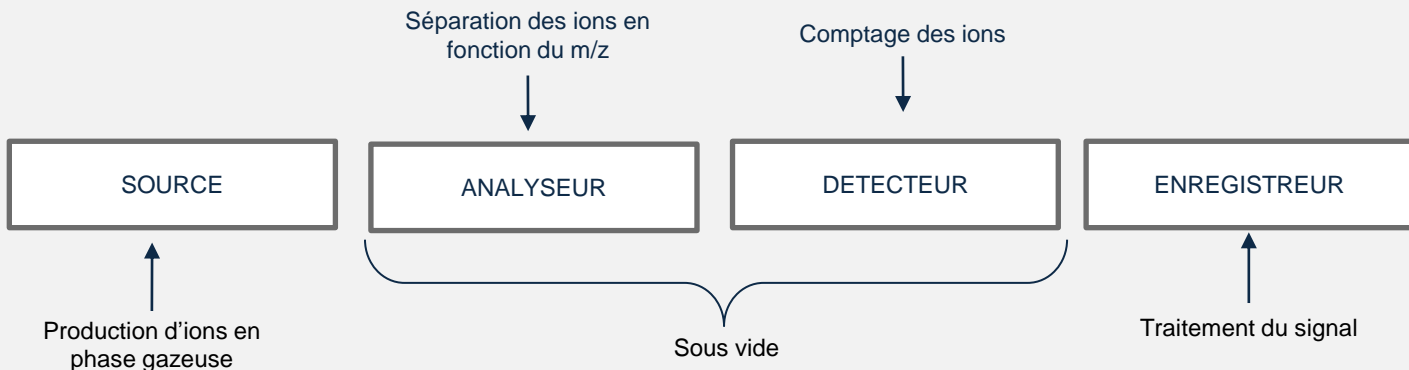 Séparation des ions en
fonction du m/z
Comptage des ions
SOURCE
ANALYSEUR
DETECTEUR
ENREGISTREUR
Production d’ions en
phase gazeuse
Sous vide
Traitement du signal